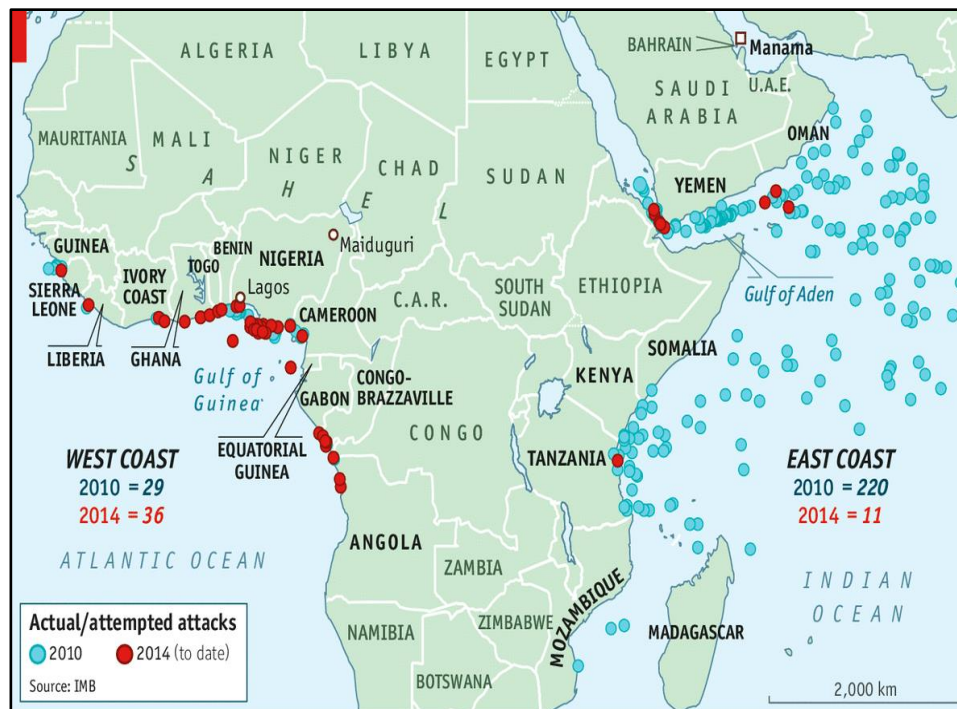 ALGERIA
LIBYA
EGYPT
BAHRAIN
Manama
U.A.E.
SAUDI
ARABIA
OMAN
MAURITANIA
MALI
NIGER
CHAD
SUDAN
YEMEN
SAHEL
Maiduguri
GUINEA
BENIN
NIGERIA
IVORY
COAST
TOGO
Lagos
SIERRA
LEONE
C.A.R.
SOUTH
SUDAN
ETHIOPIA
Gulf of Aden
CAMEROON
LIBERIA
GHANA
SOMALIA
Gulf of
Guinea
GABON
CONGO-
BRAZZAVILLE
KENYA
CONGO
EQUATORIAL
GUINEA
TANZANIA
WEST COAST
2010 = 29
2014 = 36
EAST COAST
2010 = 220
2014 = 11
ATLANTIC OCEAN
ANGOLA
ZAMBIA
INDIAN
OCEAN
MOZAMBIQUE
ZIMBABWE
MADAGASCAR
NAMIBIA
BOTSWANA
Actual/attempted attacks
2010 2014 (to date)
Source: IMB
2,000 km